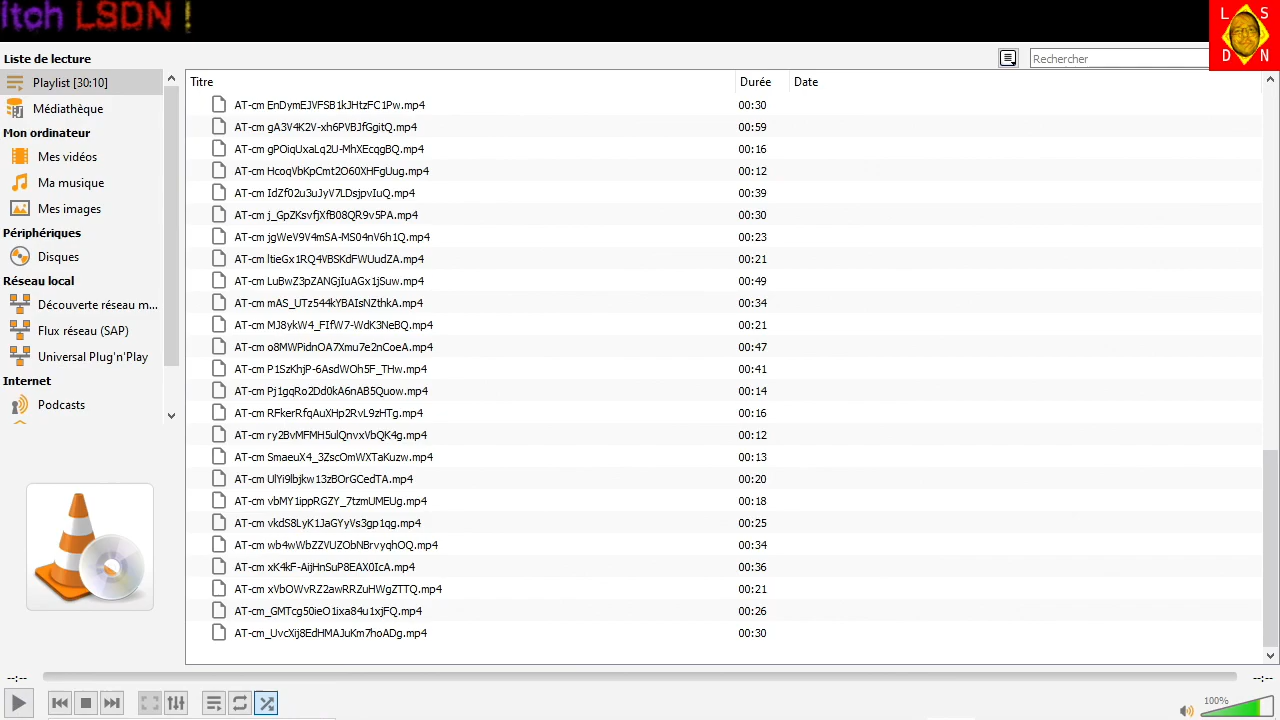 itch LSDN !
L S
D N
Liste de lecture
Rechercher
Playlist [30:10]
Médiathèque
Mon ordinateur
Mes vidéos
Ma musique
Mes images
Périphériques
Disques
Réseau local
Découverte réseau m...
Flux réseau (SAP)
Universal Plug'n'Play
Internet
Podcasts
Titre Durée Date
AT-cm EnDymEJVFSB1kJHtzFC1Pw.mp4 00:30
AT-cm gA3V4K2V-xh6PVBJfGgitQ.mp4 00:59
AT-cm gPOiqUxaLq2U-MhXEcqgBQ.mp4 00:16
AT-cm HcoqVbKpCmt2O60XHFgUug.mp4 00:12
AT-cm IdZf02u3uJyV7LDsjpvIuQ.mp4 00:39
AT-cm j_GpZKsvfjXfB08QR9v5PA.mp4 00:30
AT-cm jgWeV9V4mSA-MS04nV6h1Q.mp4 00:23
AT-cm ltieGx1RQ4VBSKdFWUudZA.mp4 00:21
AT-cm LuBwZ3pZANGjIuAGx1jSuw.mp4 00:49
AT-cm mAS_UTz544kYBAIsNZthkA.mp4 00:34
AT-cm MJ8ykW4_FIfW7-WdK3NeBQ.mp4 00:21
AT-cm o8MWPidnOA7Xmu7e2nCoeA.mp4 00:47
AT-cm P1SzKhjP-6AsdWOh5F_THw.mp4 00:41
AT-cm Pj1gqRo2Dd0kA6nAB5Quow.mp4 00:14
AT-cm RFkerRfqAuXHp2RvL9zHTg.mp4 00:16
AT-cm ry2BvMFMH5ulQnvxVbQK4g.mp4 00:12
AT-cm SmaeuX4_3ZscOmWXTaKuzw.mp4 00:13
AT-cm UlYi9lbjkw13zBOrGCedTA.mp4 00:20
AT-cm vbMY1ippRGZY_7tzmUMEUg.mp4 00:18
AT-cm vkdS8LyK1JaGYyVs3gp1qg.mp4 00:25
AT-cm wb4wWbZZVUZObNBrvyqhOQ.mp4 00:34
AT-cm xK4kF-AijHnSuP8EAX0IcA.mp4 00:36
AT-cm xVbOWvRZ2awRRZuHWgZTTQ.mp4 00:21
AT-cm_GMTcg50ieO1ixa84u1xjFQ.mp4 00:26
AT-cm_UvcXij8EdHMAJuKm7hoADg.mp4 00:30
--:-- --:--
100%